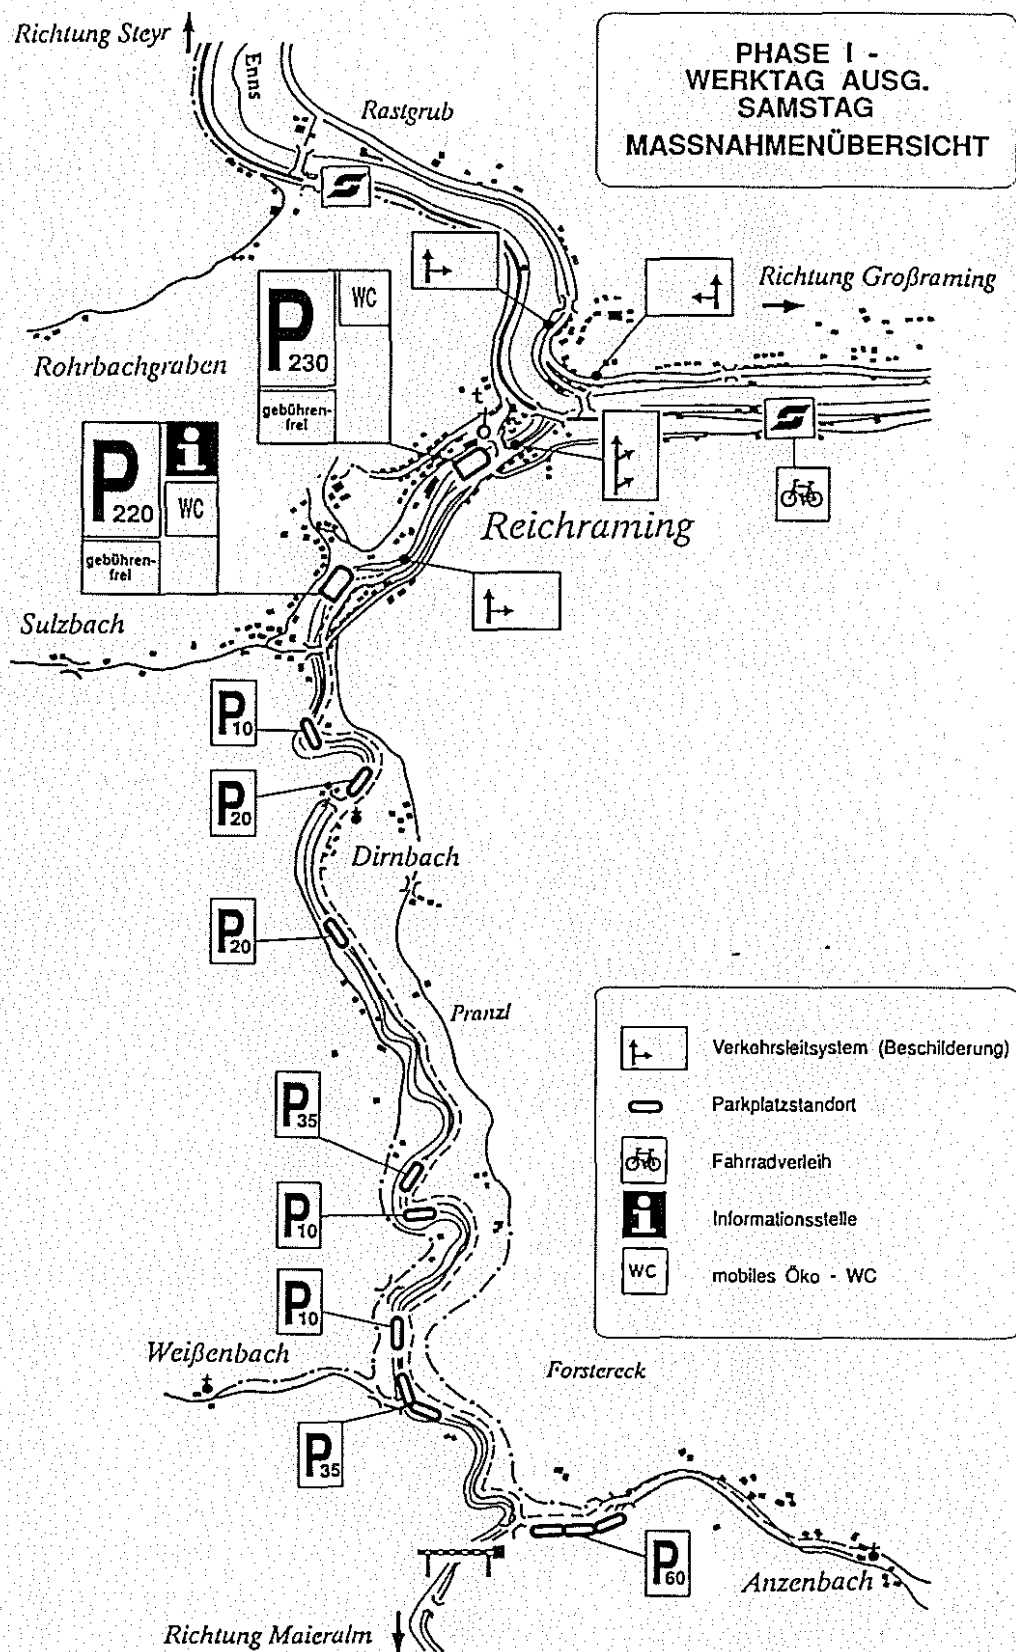 Richtung Steyr
Enns
Rastgrub
PHASE I -
WERKTAG AUSG.
SAMSTAG
MASSNAHMENÜBERSICHT
Richtung Großraming
Rohrbachgraben
P 230
WC
gebühren-
frei
P 220
i
WC
gebühren-
frei
Reichraming
Sulzbach
P 10
P 20
Dirnbach
P 20
Pranzl
P 35
P 10
P 10
Weißenbach
Forstereck
P 35
P 60
Anzenbach
Richtung Maieralm
Verkehrsleitsystem (Beschilderung)
Parkplatzstandort
Fahrradverleih
i
Informationsstelle
WC
mobiles Öko - WC